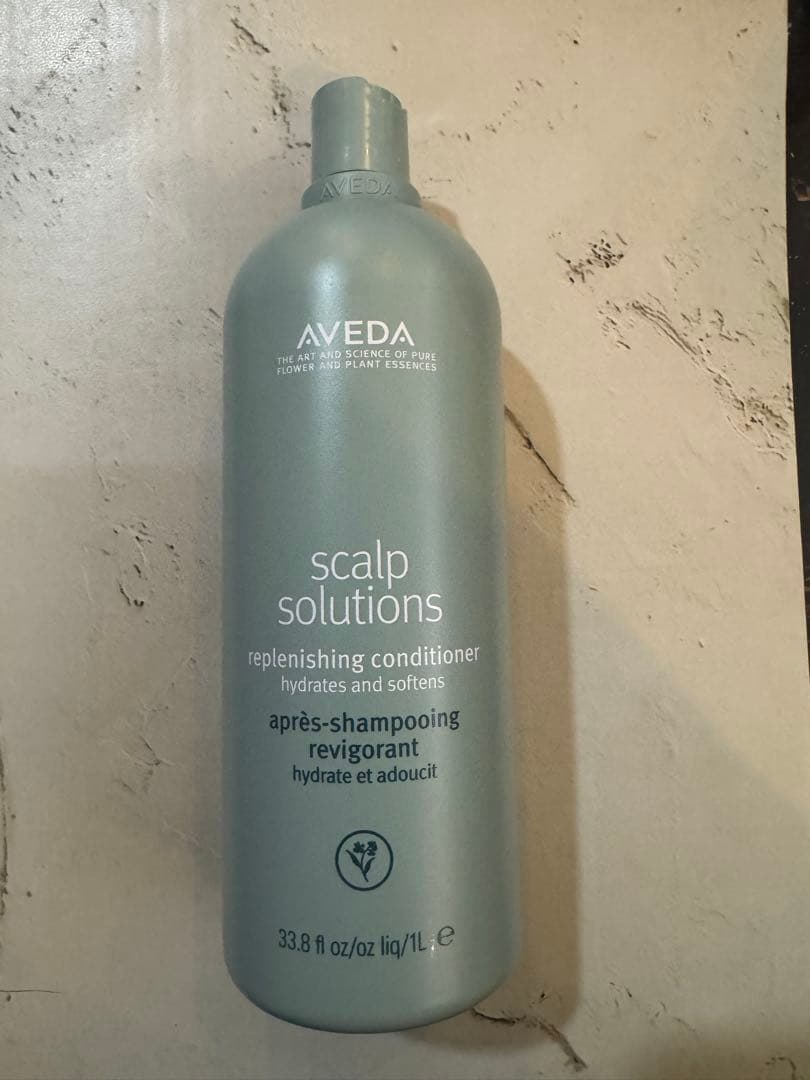 AVEDA
AVEDA
THE ART AND SCIENCE OF PURE
FLOWER AND PLANT ESSENCES
scalp
solutions
replenishing conditioner
hydrates and softens
après-shampooing
revigorant
hydrate et adoucit
33.8 fl oz/oz liq/1L ℮